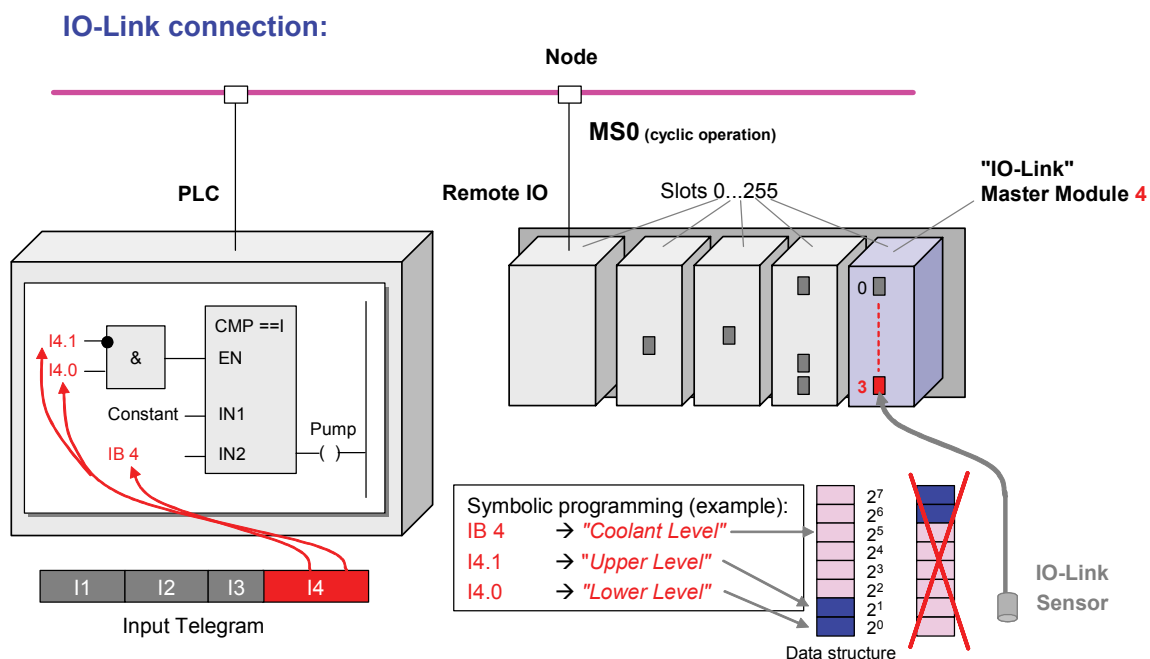 IO-Link connection:
Node
MS0 (cyclic operation)
"IO-Link"
Master Module 4
PLC
Remote IO
Slots 0...255
CMP ==I
I4.1
&
EN
I4.0
Constant
IN1
IB 4
IN2
Pump
( )
0
3
I1 I2 I3 I4
Input Telegram
Symbolic programming (example):
IB 4 → "Coolant Level"
I4.1 → "Upper Level"
I4.0 → "Lower Level"
2⁷
2⁶
2⁵
2⁴
2³
2²
2¹
2⁰
Data structure
IO-Link
Sensor